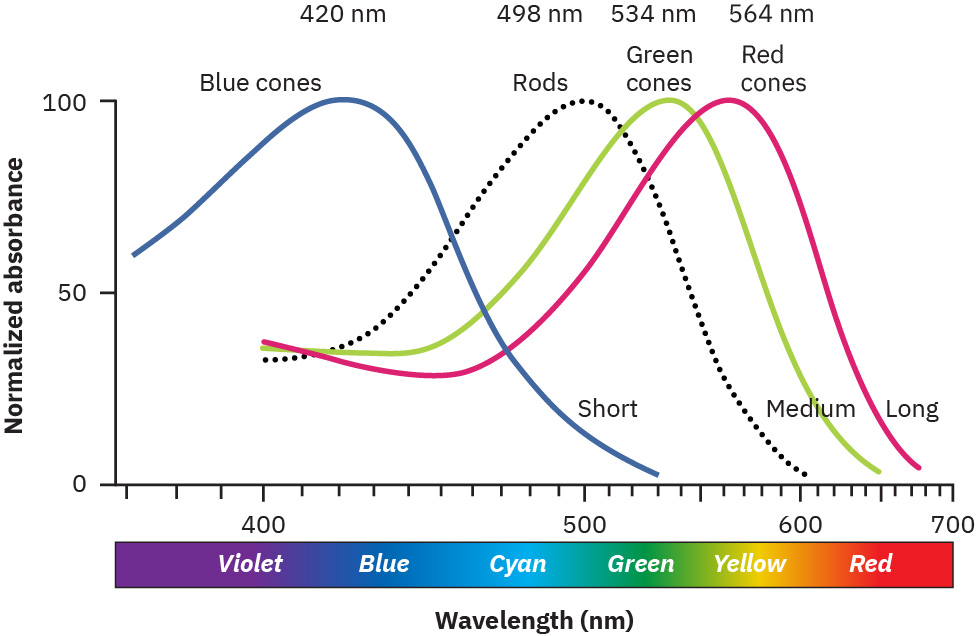 420 nm
498 nm
534 nm
564 nm
Blue cones
Rods
Green
cones
Red
cones
100
50
0
Normalized absorbance
Short
Medium
Long
400
500
600
700
Violet
Blue
Cyan
Green
Yellow
Red
Wavelength (nm)